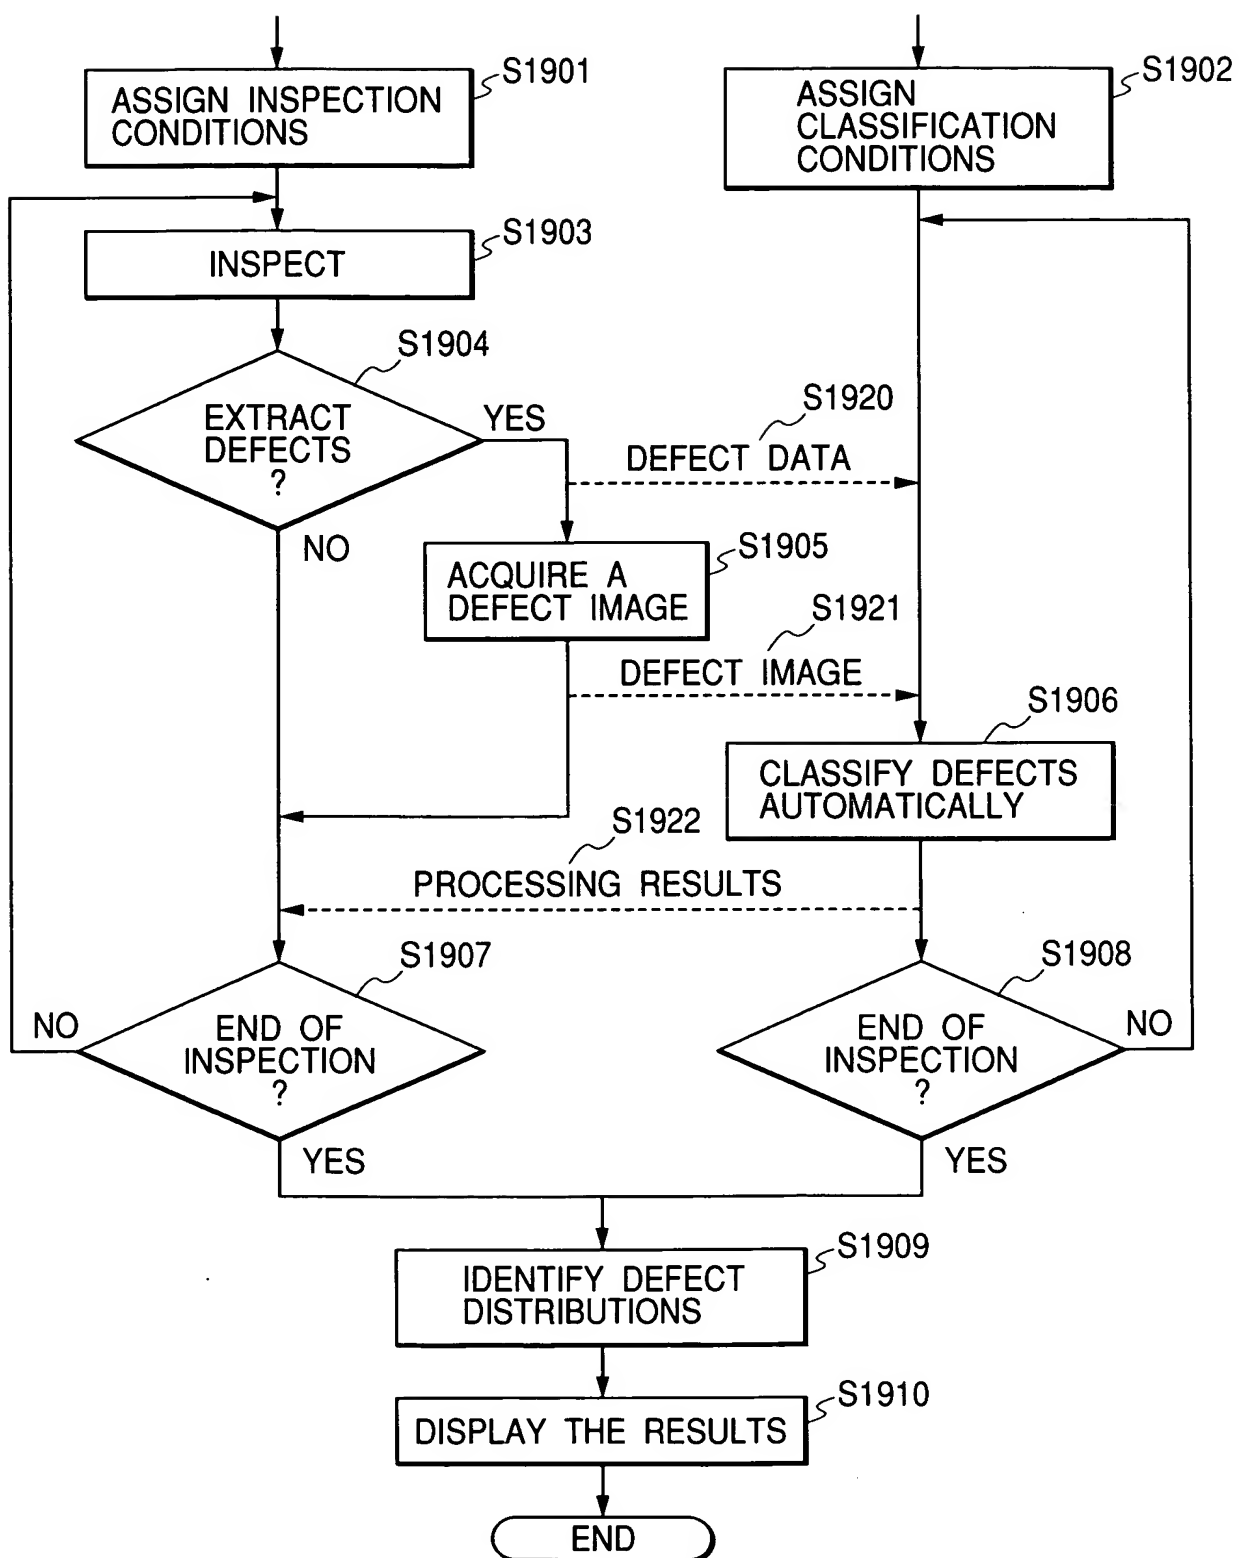 S1901
ASSIGN INSPECTION
CONDITIONS
S1902
ASSIGN
CLASSIFICATION
CONDITIONS
S1903
INSPECT
S1904
EXTRACT
DEFECTS
?
YES
NO
S1920
DEFECT DATA
S1905
ACQUIRE A
DEFECT IMAGE
S1921
DEFECT IMAGE
S1906
CLASSIFY DEFECTS
AUTOMATICALLY
S1922
PROCESSING RESULTS
S1907
END OF
INSPECTION
?
NO
YES
S1908
END OF
INSPECTION
?
NO
YES
S1909
IDENTIFY DEFECT
DISTRIBUTIONS
S1910
DISPLAY THE RESULTS
END